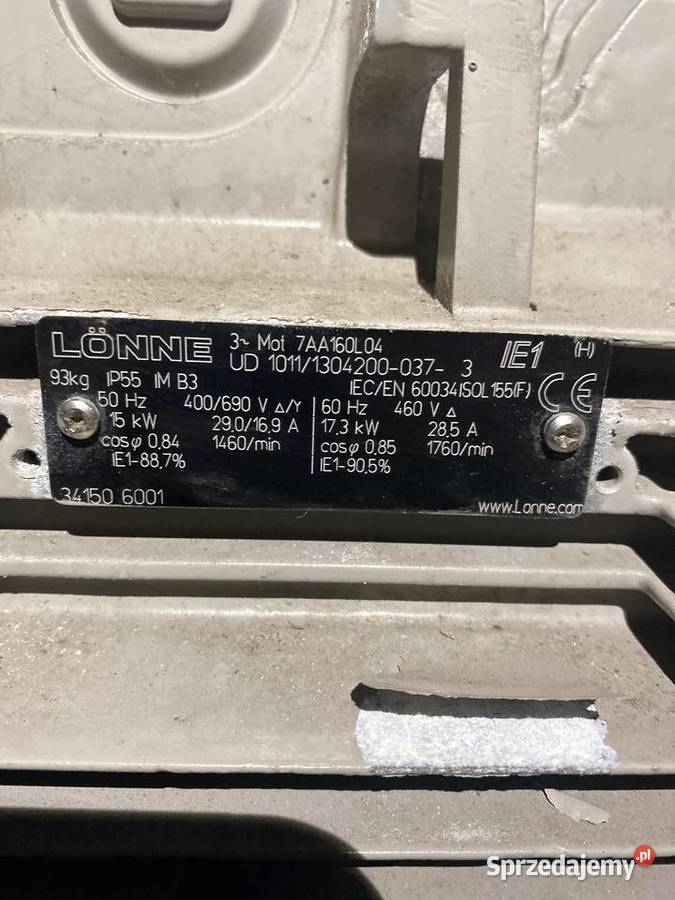 LÖNNE
3~ Mot 7AA160L04
IE1
(H)
UD 1011/1304200-037- 3
93kg IP55 IM B3
IEC/EN 60034 ISOL 155(F)
CE
50 Hz 400/690 V △/Y
15 kW 29,0/16,9 A
cosφ 0,84 1460/min
IE1-88,7%
60 Hz 460 V △
17,3 kW 28,5 A
cosφ 0,85 1760/min
IE1-90,5%
34150 6001
www.Lonne.com
Sprzedajemy.pl